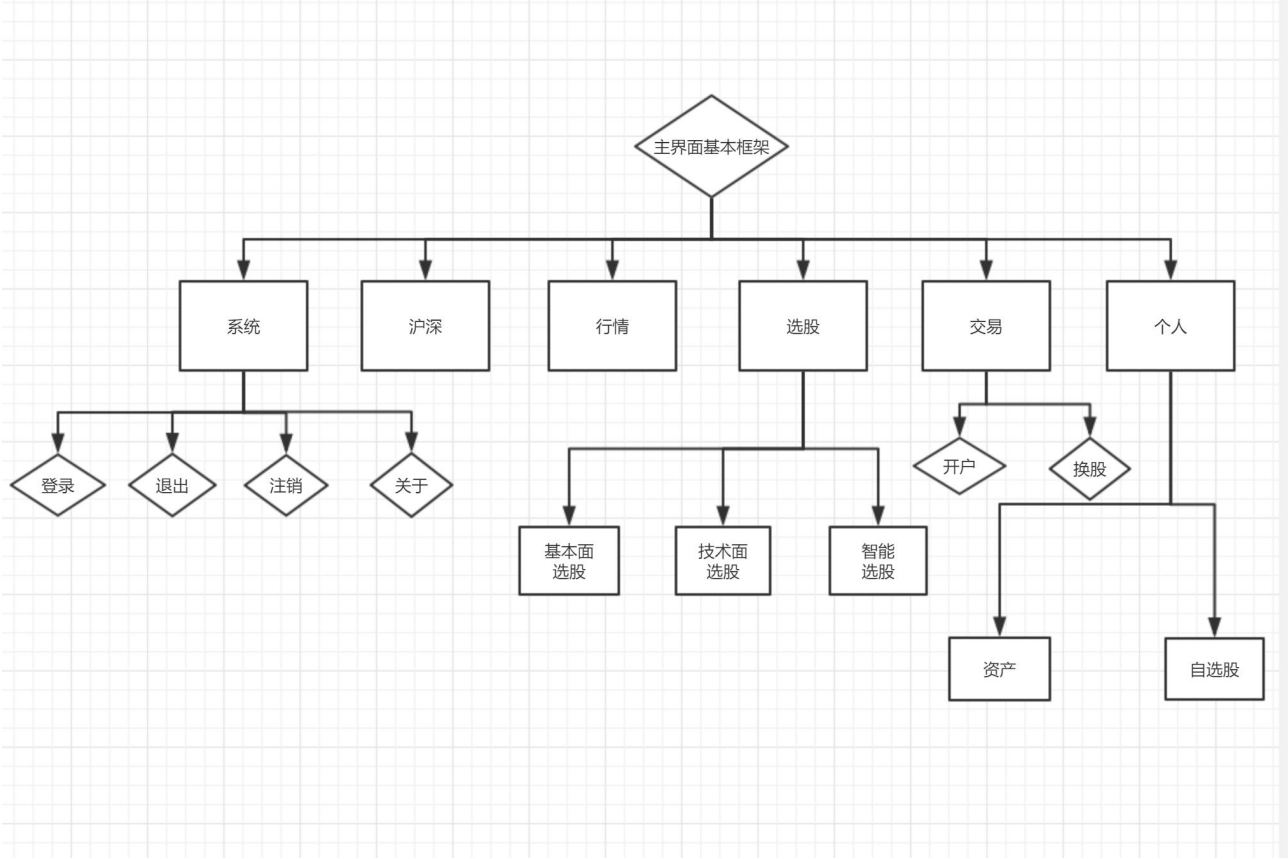 主界面基本框架
系统
沪深
行情
选股
交易
个人
登录
退出
注销
关于
开户
换股
基本面
选股
技术面
选股
智能
选股
资产
自选股